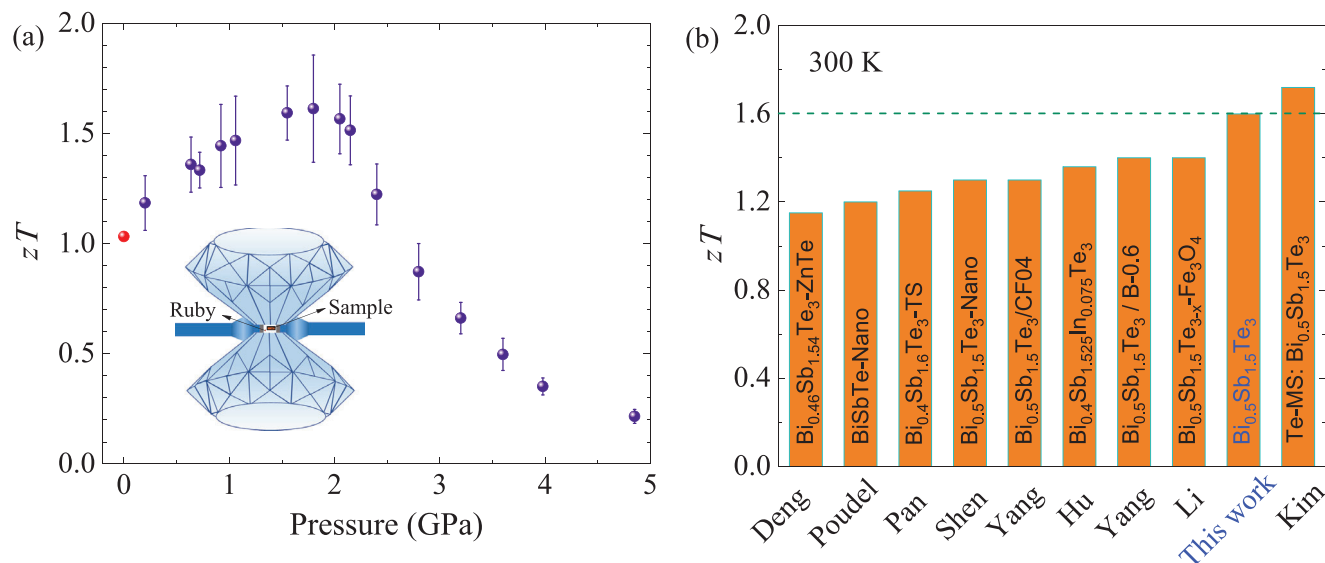 (a)
2.0
1.5
1.0
0.5
0.0
zT
Ruby
Sample
0 1 2 3 4 5
Pressure (GPa)
(b)
2.0
1.6
1.2
0.8
0.4
0.0
zT
300 K
Bi0.46Sb1.54Te3-ZnTe
BiSbTe-Nano
Bi0.4Sb1.6Te3-TS
Bi0.5Sb1.5Te3-Nano
Bi0.5Sb1.5Te3/CF04
Bi0.4Sb1.525In0.075Te3
Bi0.5Sb1.5Te3 / B-0.6
Bi0.5Sb1.5Te3-x-Fe3O4
Bi0.5Sb1.5Te3
Te-MS: Bi0.5Sb1.5Te3
Deng
Poudel
Pan
Shen
Yang
Hu
Yang
Li
This work
Kim